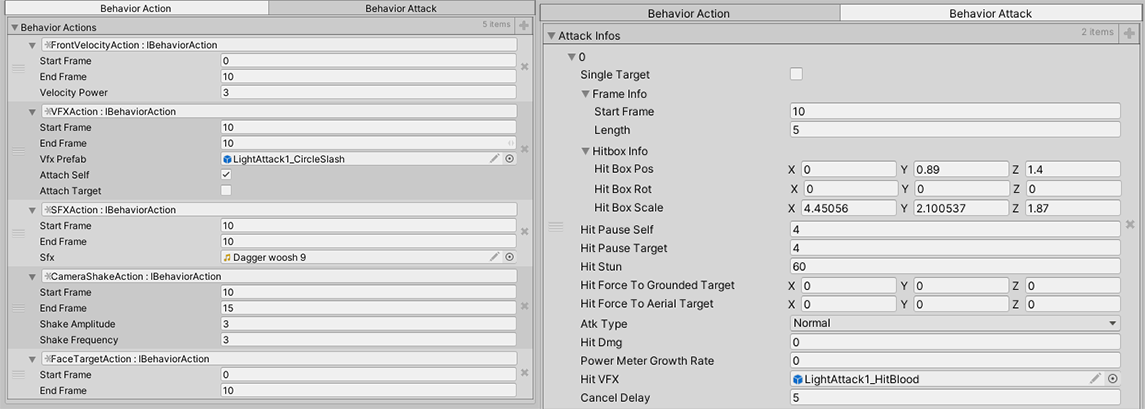 Behavior Action
Behavior Attack
Behavior Actions
5 items
FrontVelocityAction : IBehaviorAction
Start Frame 0
End Frame 10
Velocity Power 3
VFXAction : IBehaviorAction
Start Frame 10
End Frame 10
Vfx Prefab LightAttack1_CircleSlash
Attach Self
Attach Target
SFXAction : IBehaviorAction
Start Frame 10
End Frame 10
Sfx Dagger woosh 9
CameraShakeAction : IBehaviorAction
Start Frame 10
End Frame 15
Shake Amplitude 3
Shake Frequency 3
FaceTargetAction : IBehaviorAction
Start Frame 0
End Frame 10
Behavior Action
Behavior Attack
Attack Infos
2 items
0
Single Target
Frame Info
Start Frame 10
Length 5
Hitbox Info
Hit Box Pos X 0 Y 0.89 Z 1.4
Hit Box Rot X 0 Y 0 Z 0
Hit Box Scale X 4.45056 Y 2.100537 Z 1.87
Hit Pause Self 4
Hit Pause Target 4
Hit Stun 60
Hit Force To Grounded Target X 0 Y 0 Z 0
Hit Force To Aerial Target X 0 Y 0 Z 0
Atk Type Normal
Hit Dmg 0
Power Meter Growth Rate 0
Hit VFX LightAttack1_HitBlood
Cancel Delay 5